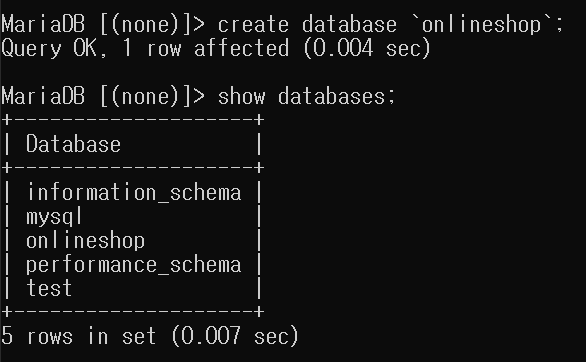 MariaDB [(none)]> create database `onlineshop`;
Query OK, 1 row affected (0.004 sec)

MariaDB [(none)]> show databases;
+--------------------+
| Database           |
+--------------------+
| information_schema |
| mysql              |
| onlineshop         |
| performance_schema |
| test               |
+--------------------+
5 rows in set (0.007 sec)